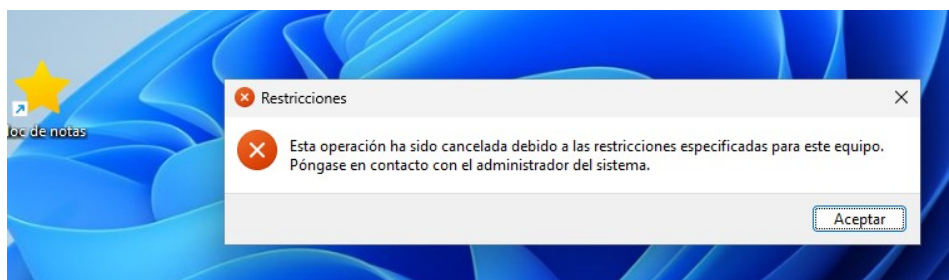 Restricciones
Esta operación ha sido cancelada debido a las restricciones especificadas para este equipo.
Póngase en contacto con el administrador del sistema.
Aceptar
loc de notas